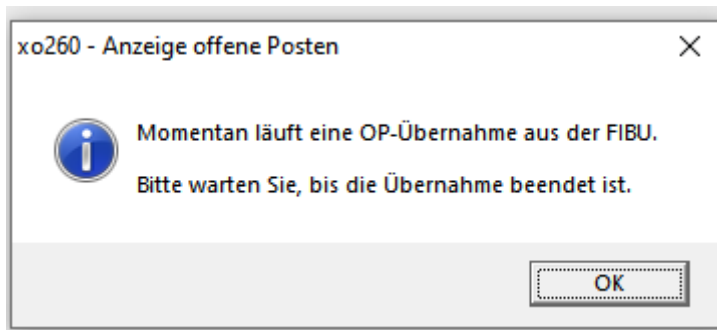 xo260 - Anzeige offene Posten
Momentan läuft eine OP-Übernahme aus der FIBU.
Bitte warten Sie, bis die Übernahme beendet ist.
OK